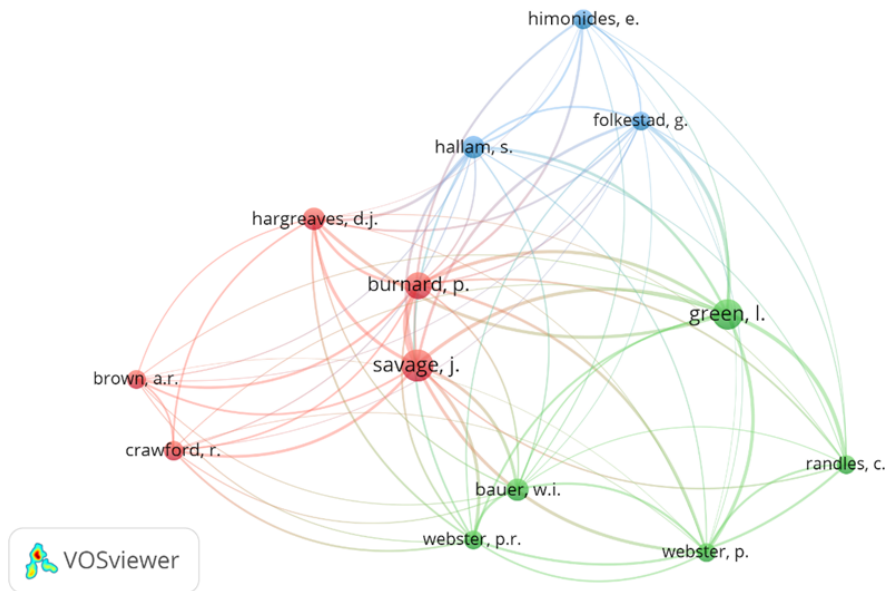 himonides, e.
folkestad, g.
hallam, s.
hargreaves, d.j.
burnard, p.
green, l.
savage, j.
brown, a.r.
crawford, r.
randles, c.
bauer, w.i.
webster, p.r.
webster, p.
VOSviewer